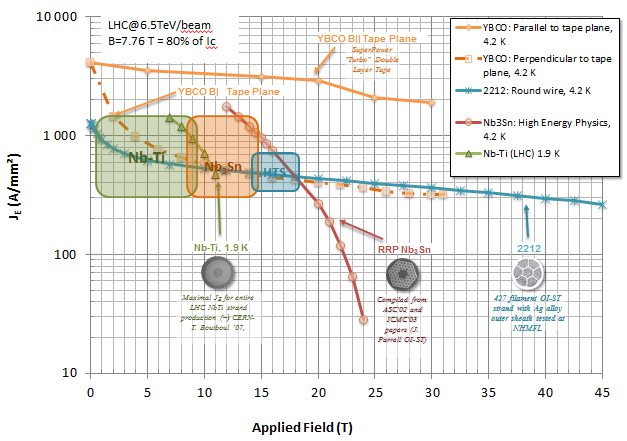 10 000
1 000
100
10
J_E (A/mm²)
LHC@6.5TeV/beam
B=7.76 T = 80% of Ic
YBCO B|| Tape Plane
SuperPower
"Turbo" Double
Layer Tape
YBCO B| Tape Plane
Nb-Ti
Nb₃Sn
HTS
YBCO: Parallel to tape plane,
4.2 K
YBCO: Perpendicular to tape
plane, 4.2 K
2212: Round wire, 4.2 K
Nb3Sn: High Energy Physics,
4.2 K
Nb-Ti (LHC) 1.9 K
Nb-Ti, 1.9 K
Maximal J_E for entire
LHC NbTi strand
production (–) CERN-
T. Boutboul '07,
RRP Nb₃Sn
Compiled from
ASC'02 and
ICMC'03
papers (J.
Parrell OI-ST)
2212
427 filament OI-ST
strand with Ag alloy
outer sheath tested at
NHMFL
0 5 10 15 20 25 30 35 40 45
Applied Field (T)